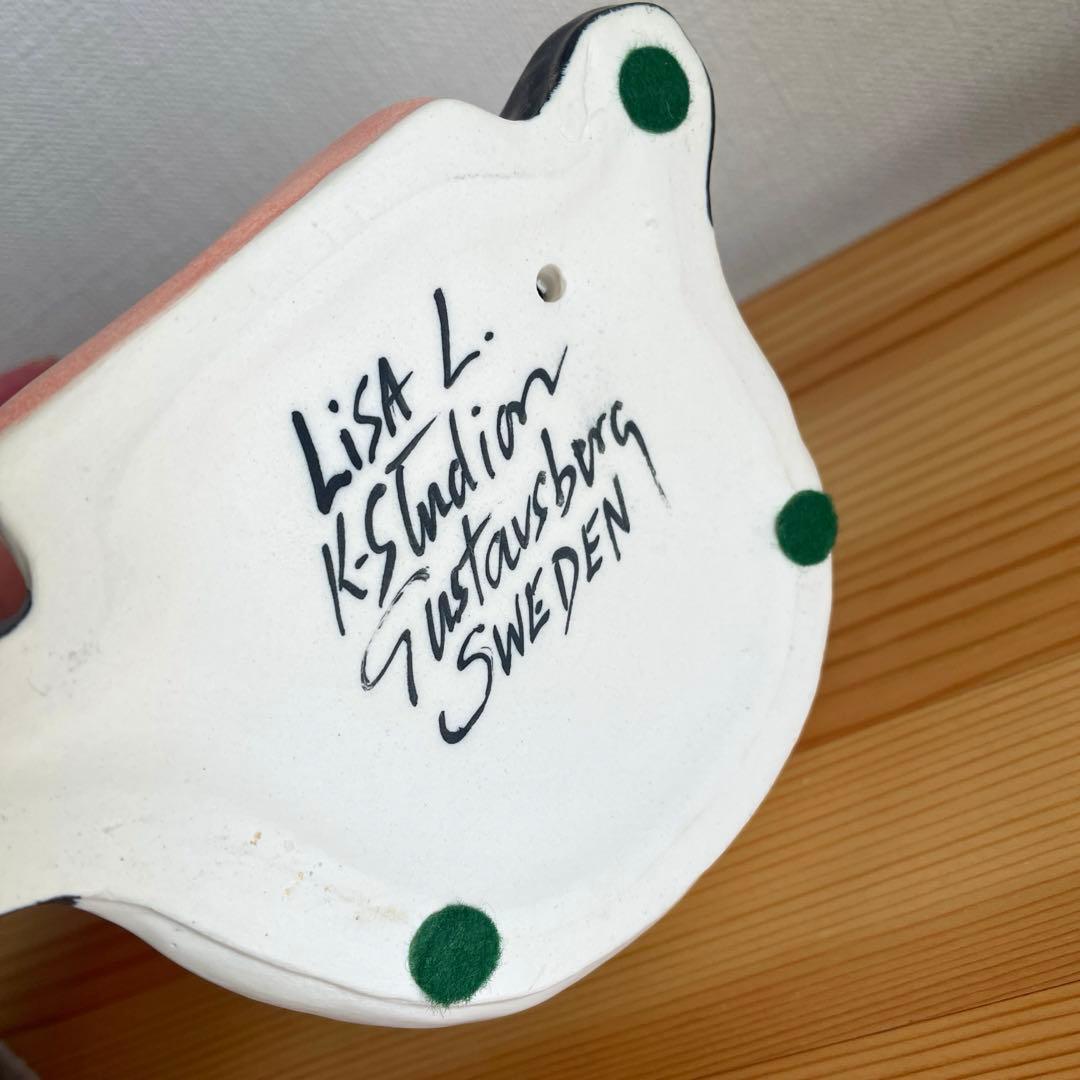 LiSA L.
K-Studion
Gustavsberg
SWEDEN